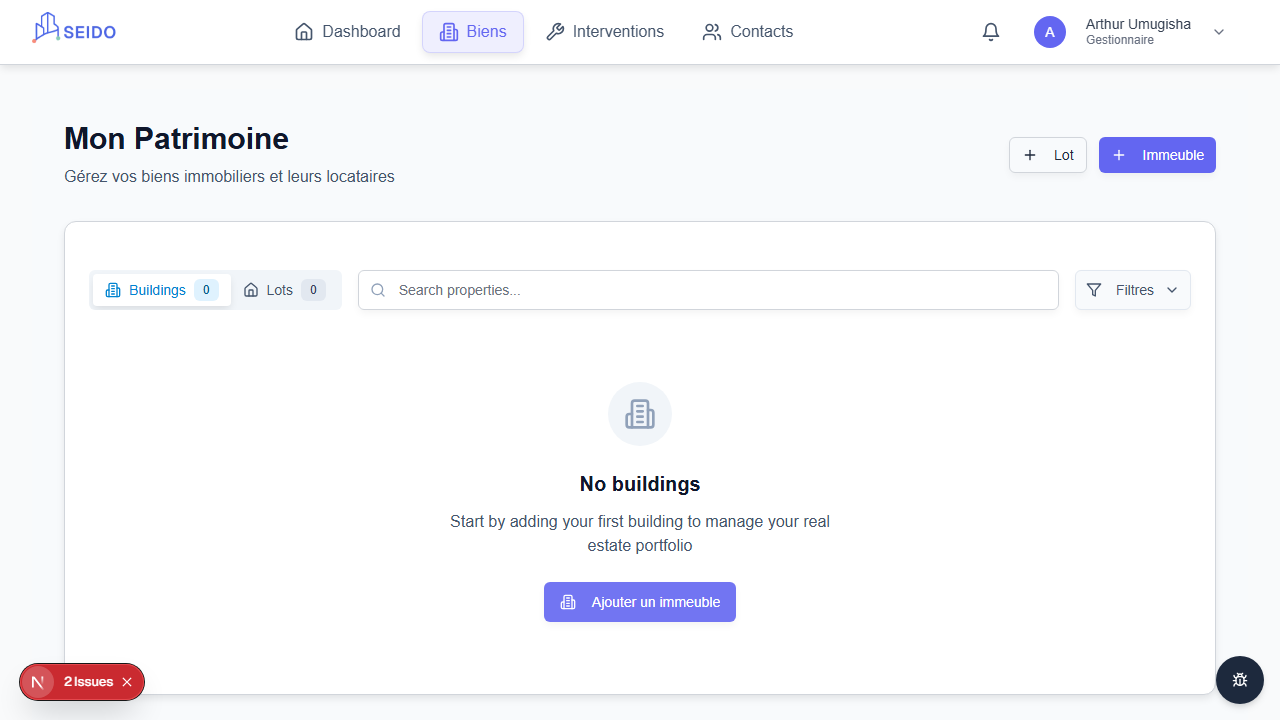 SEIDO
Dashboard
Biens
Interventions
Contacts
A
Arthur Umugisha
Gestionnaire
Mon Patrimoine
Gérez vos biens immobiliers et leurs locataires
Lot
Immeuble
Buildings 0
Lots 0
Search properties...
Filtres
No buildings
Start by adding your first building to manage your real
estate portfolio
Ajouter un immeuble
N
2 Issues